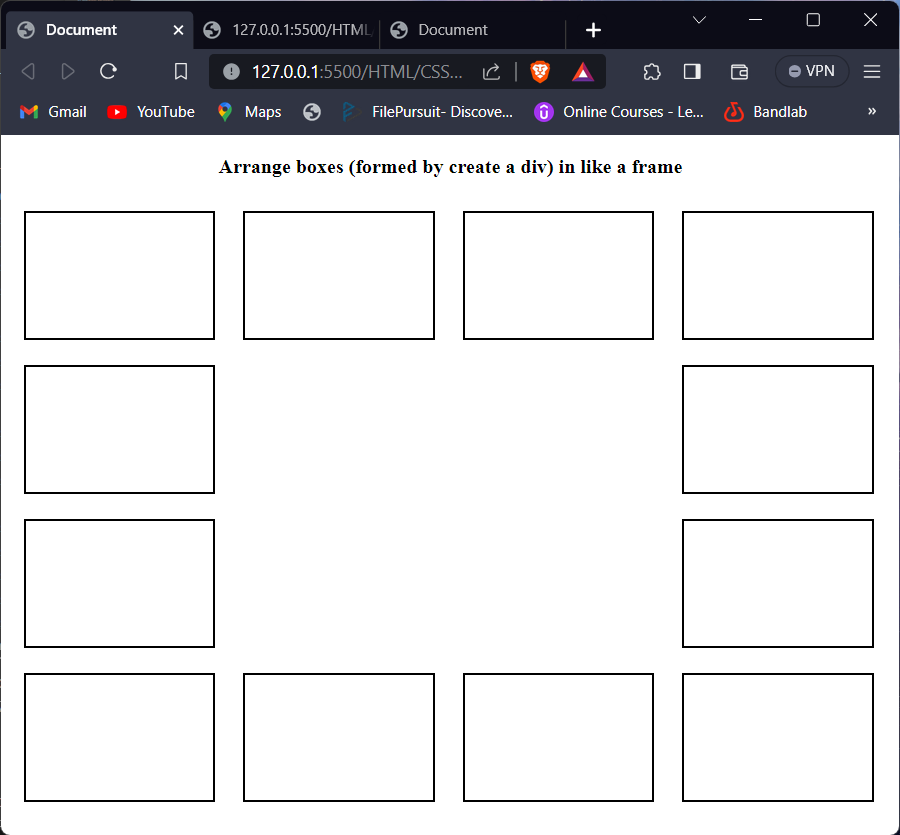 Document
127.0.0.1:5500/HTML/
Document
127.0.0.1:5500/HTML/CSS...
VPN
Gmail
YouTube
Maps
FilePursuit- Discove...
Online Courses - Le...
Bandlab
»
Arrange boxes (formed by create a div) in like a frame